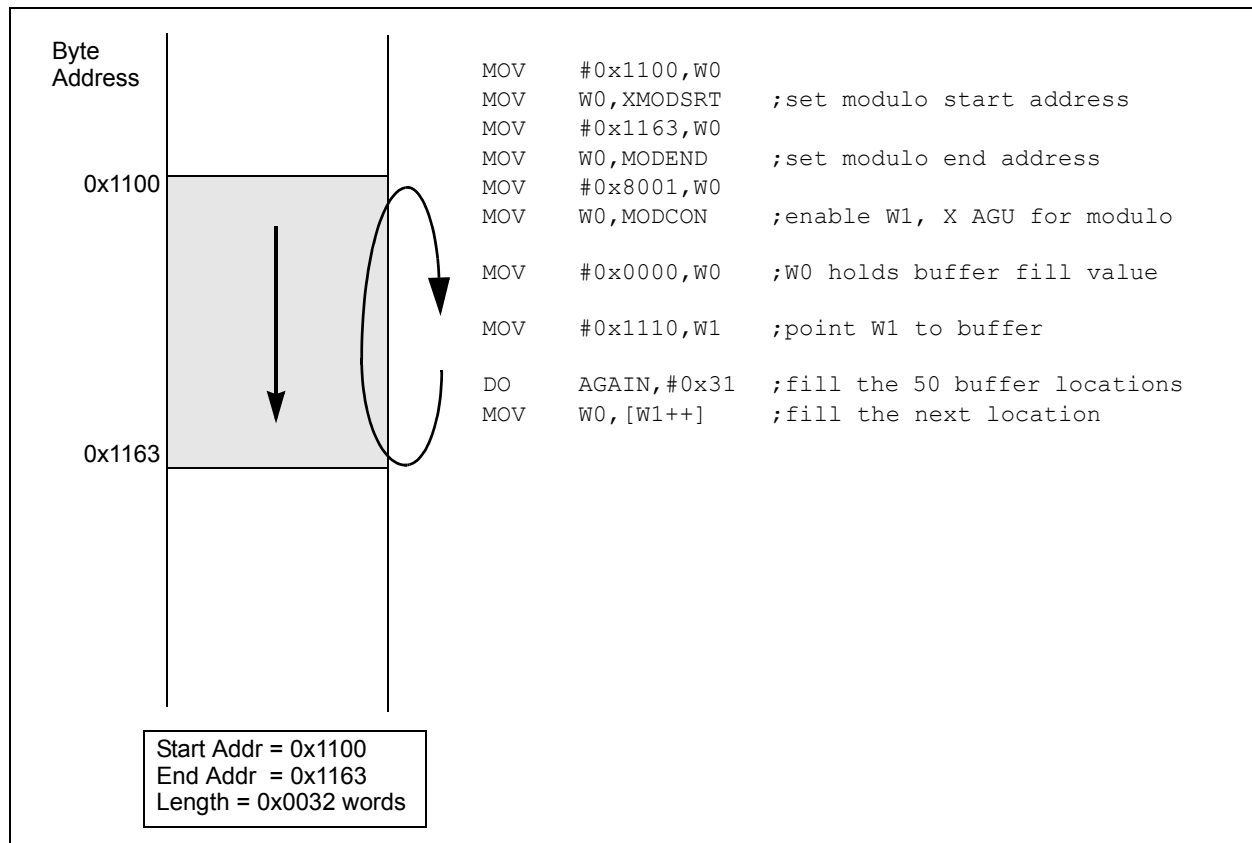 Byte
Address
0x1100
0x1163
MOV #0x1100,W0
MOV W0,XMODSRT ;set modulo start address
MOV #0x1163,W0
MOV W0,MODEND ;set modulo end address
MOV #0x8001,W0
MOV W0,MODCON ;enable W1, X AGU for modulo
MOV #0x0000,W0 ;W0 holds buffer fill value
MOV #0x1110,W1 ;point W1 to buffer
DO AGAIN,#0x31 ;fill the 50 buffer locations
MOV W0,[W1++] ;fill the next location
Start Addr = 0x1100
End Addr = 0x1163
Length = 0x0032 words